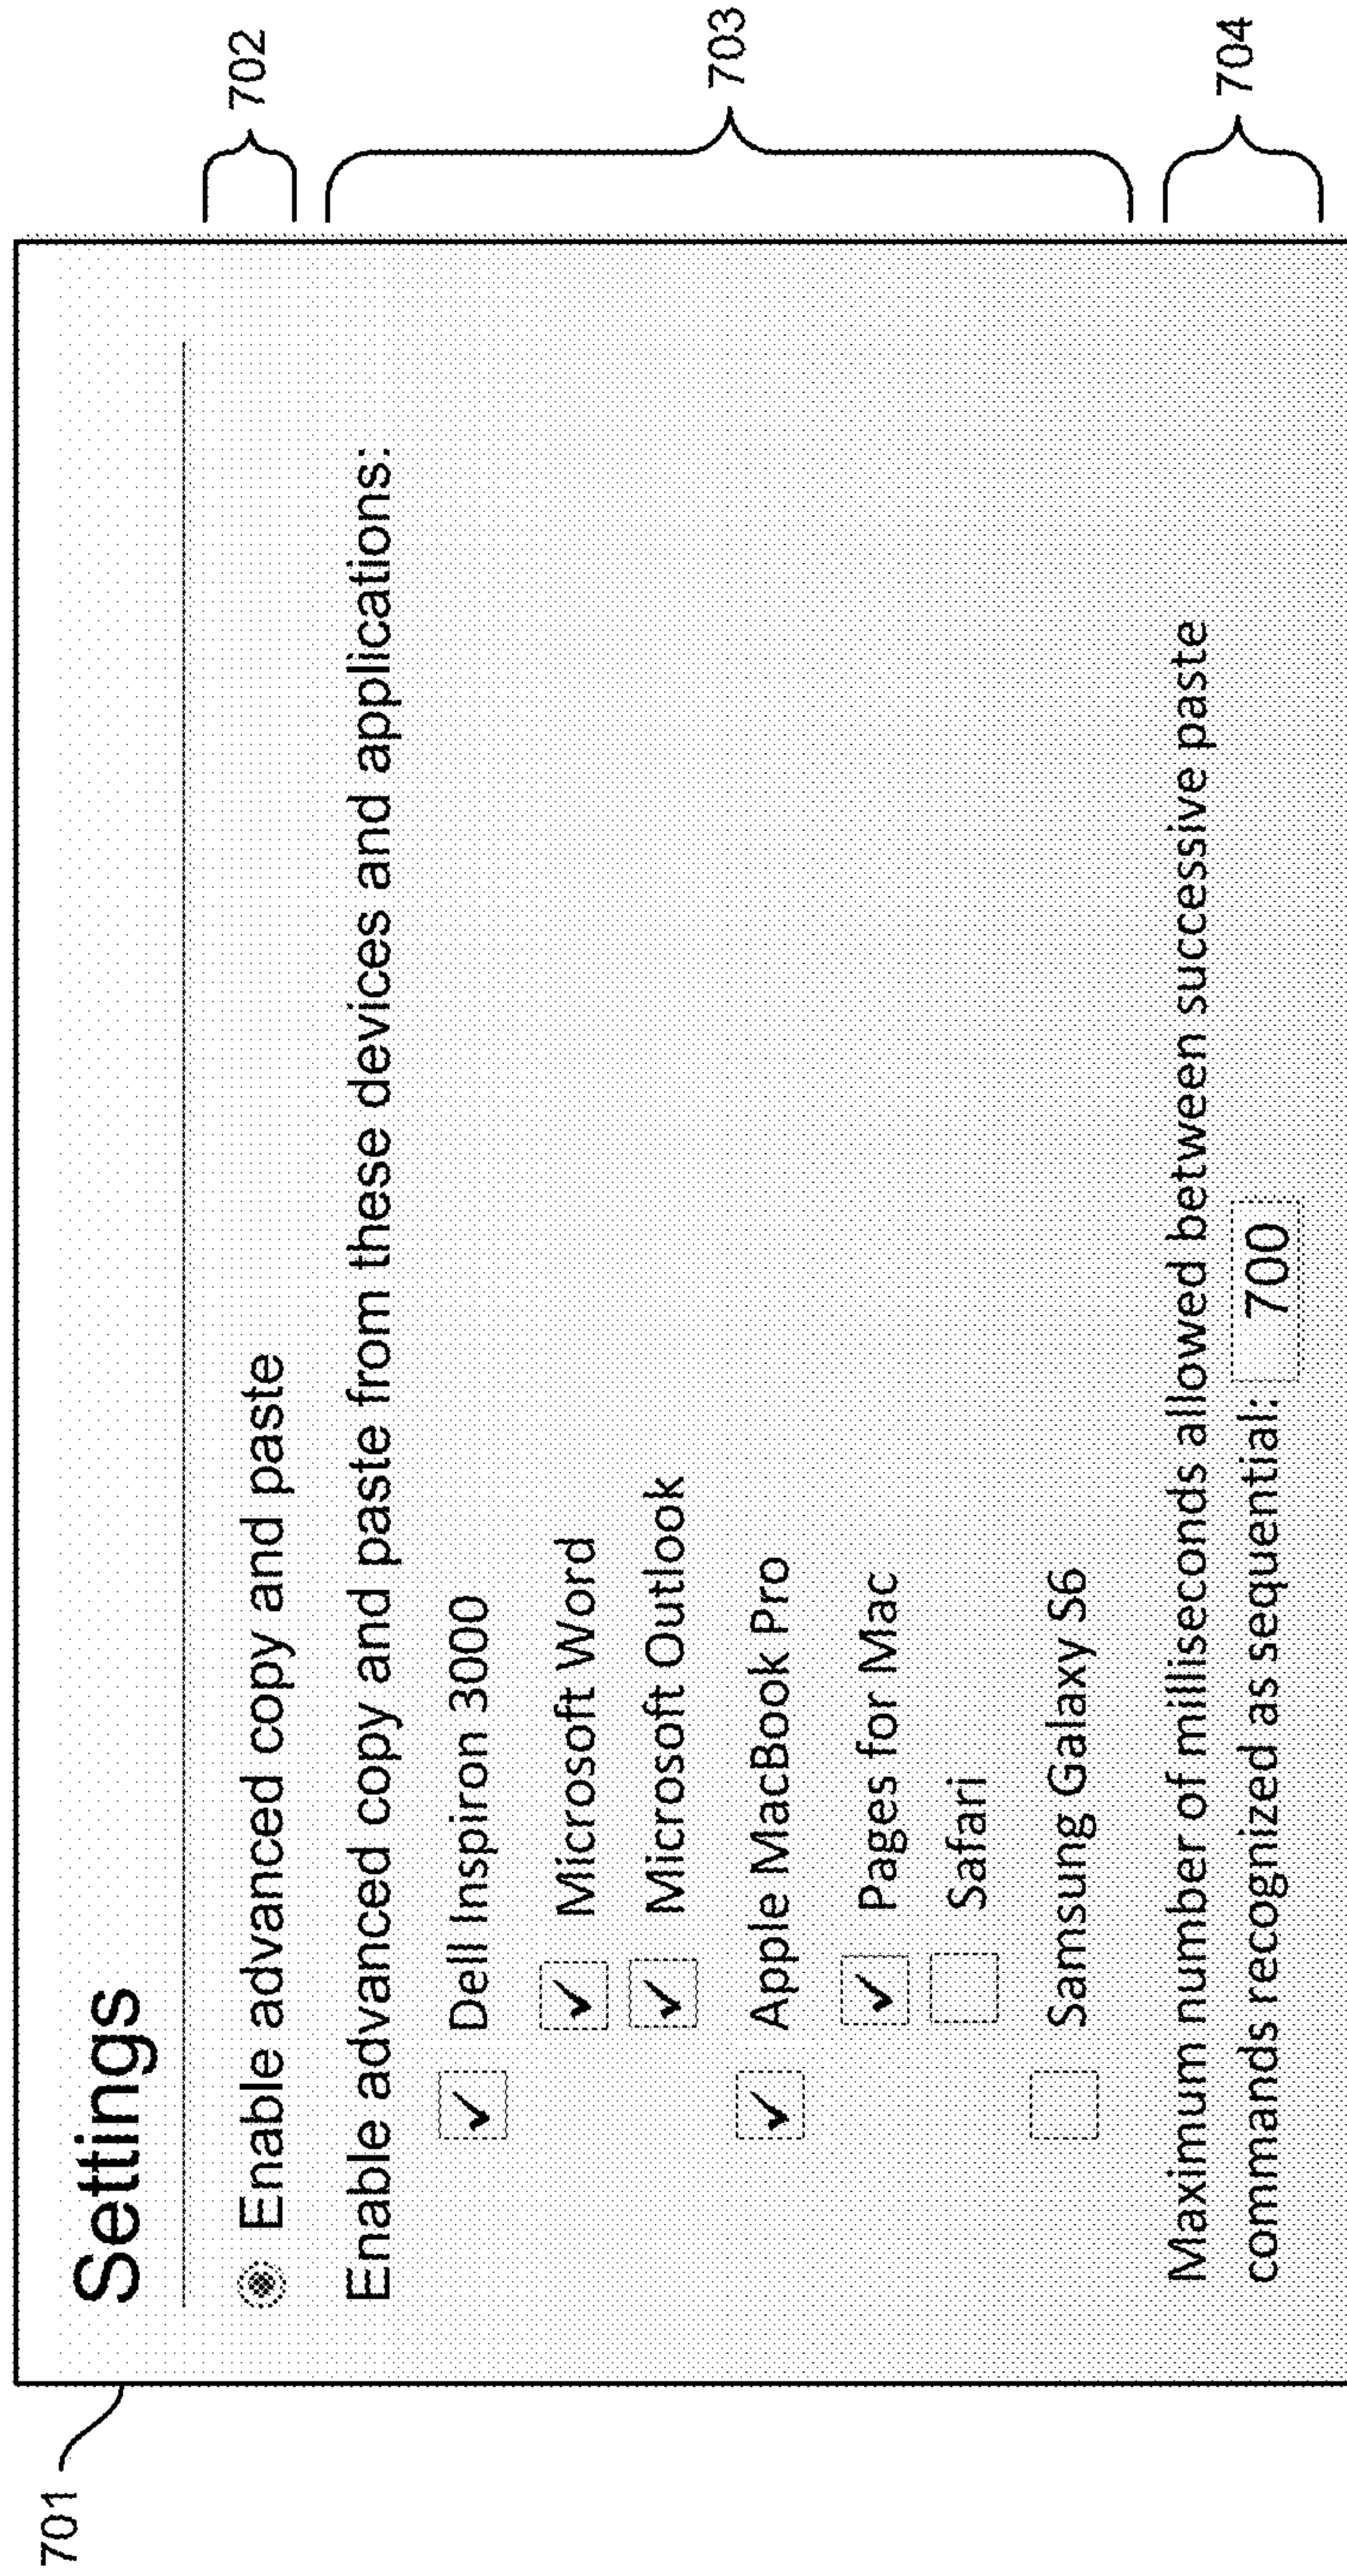 701
Settings
Enable advanced copy and paste
702
Enable advanced copy and paste from these devices and applications:
703
Dell Inspiron 3000
Microsoft Word
Microsoft Outlook
Apple MacBook Pro
Pages for Mac
Safari
Samsung Galaxy S6
Maximum number of milliseconds allowed between successive paste
commands recognized as sequential: 700
704